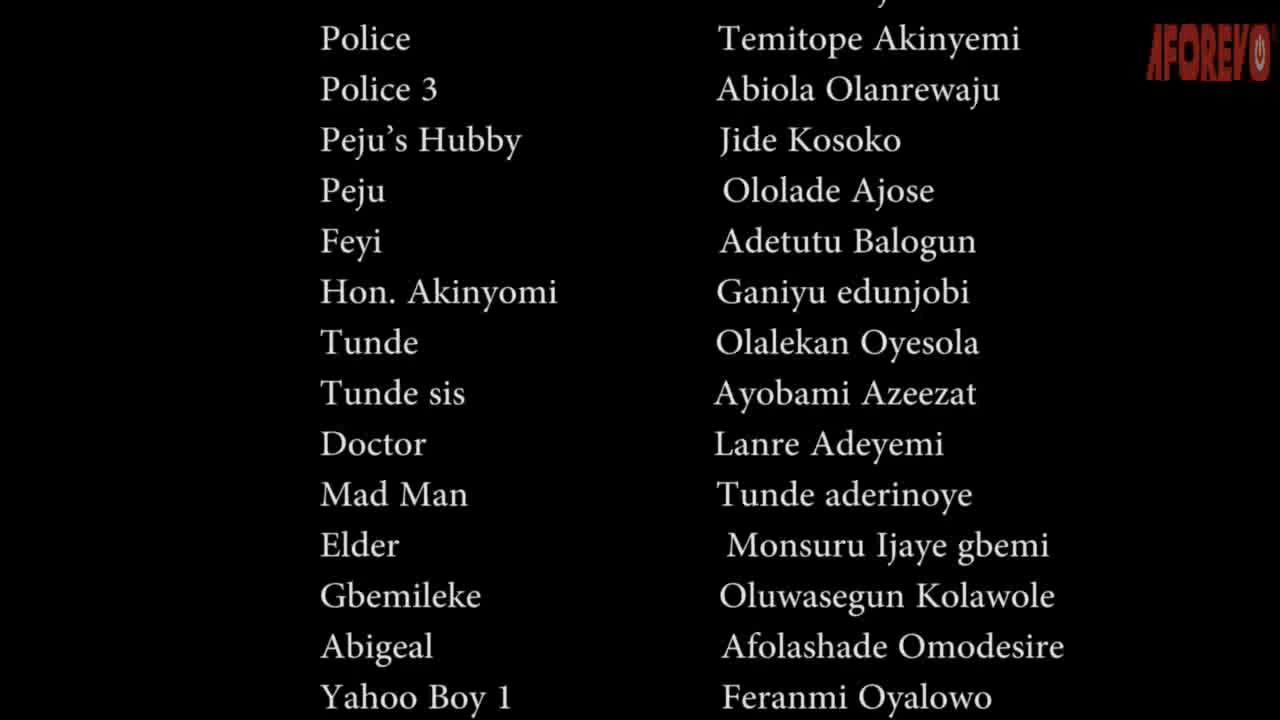 Police Temitope Akinyemi
AFOREVO
Police 3 Abiola Olanrewaju
Peju’s Hubby Jide Kosoko
Peju Ololade Ajose
Feyi Adetutu Balogun
Hon. Akinyomi Ganiyu edunjobi
Tunde Olalekan Oyesola
Tunde sis Ayobami Azeezat
Doctor Lanre Adeyemi
Mad Man Tunde aderinoye
Elder Monsuru Ijaye gbemi
Gbemileke Oluwasegun Kolawole
Abigeal Afolashade Omodesire
Yahoo Boy 1 Feranmi Oyalowo